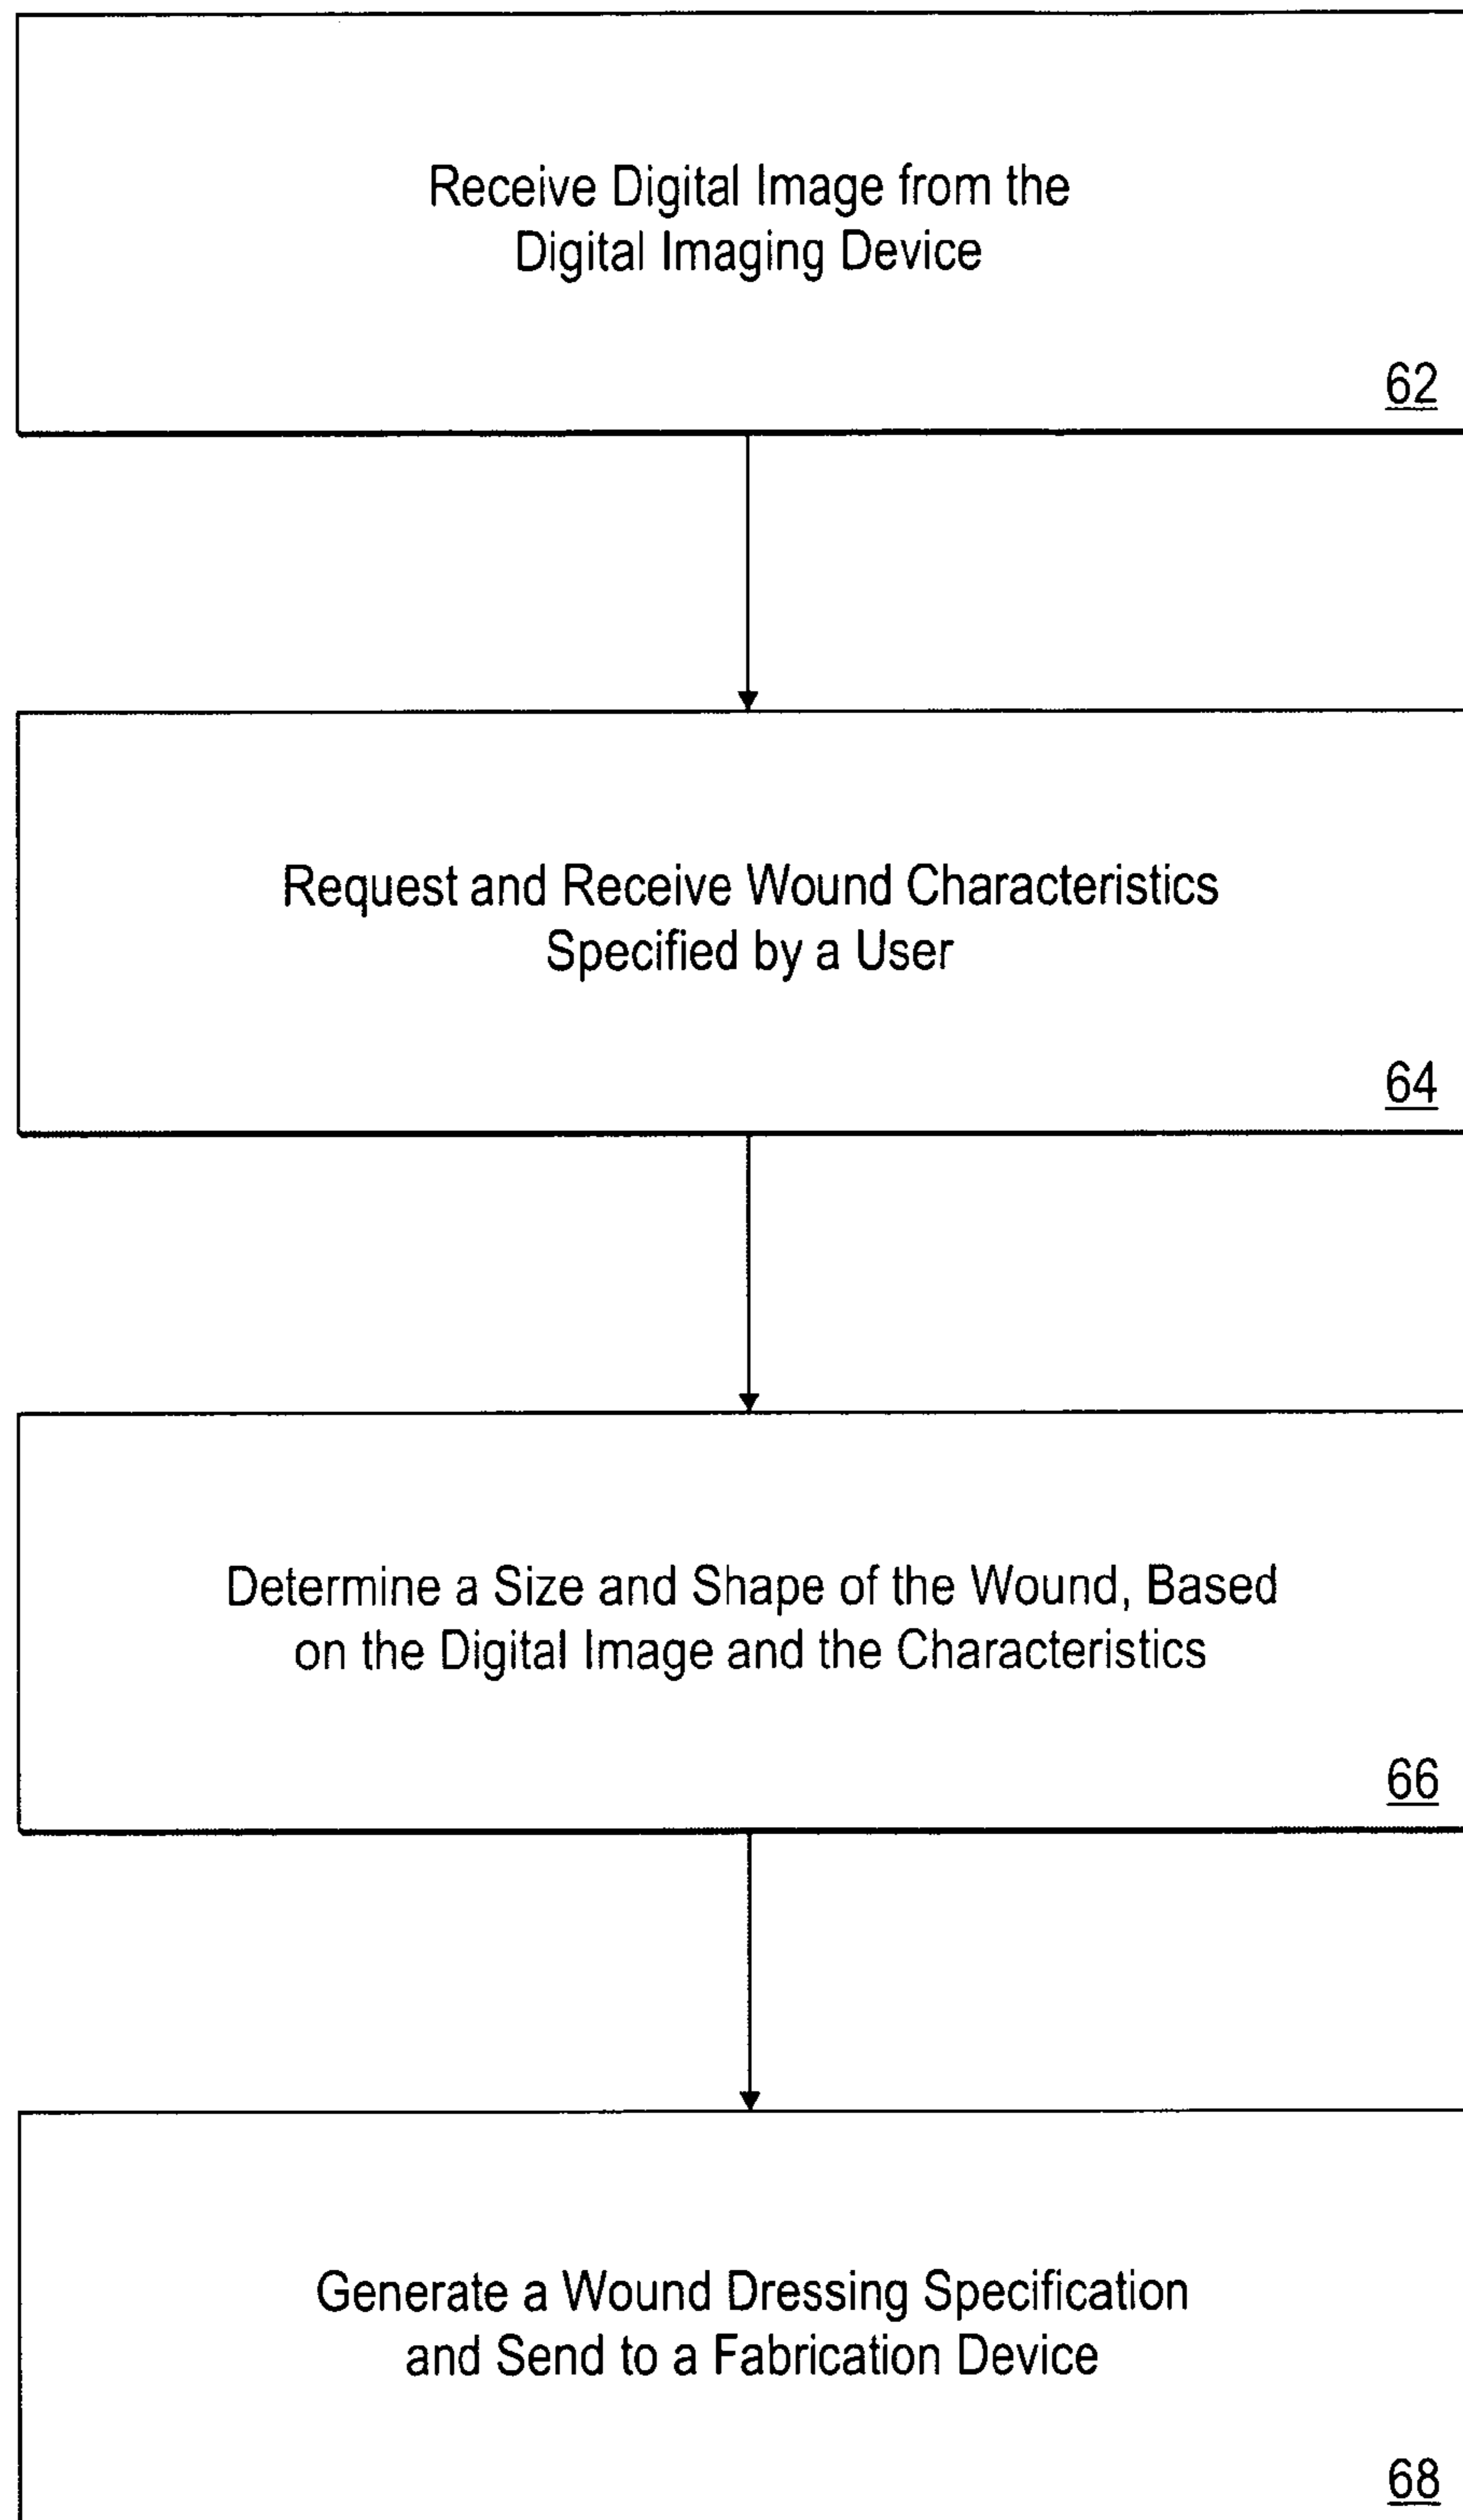 Receive Digital Image from the
Digital Imaging Device
62
Request and Receive Wound Characteristics
Specified by a User
64
Determine a Size and Shape of the Wound, Based
on the Digital Image and the Characteristics
66
Generate a Wound Dressing Specification
and Send to a Fabrication Device
68